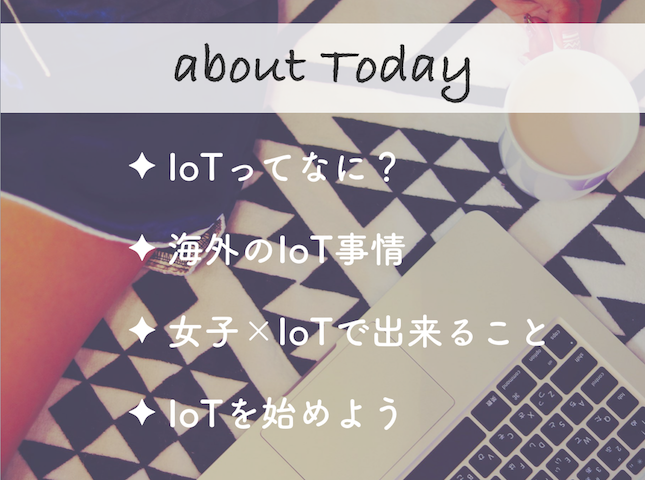 about Today
✦ IoTってなに？
✦ 海外のIoT事情
✦ 女子×IoTで出来ること
✦ IoTを始めよう